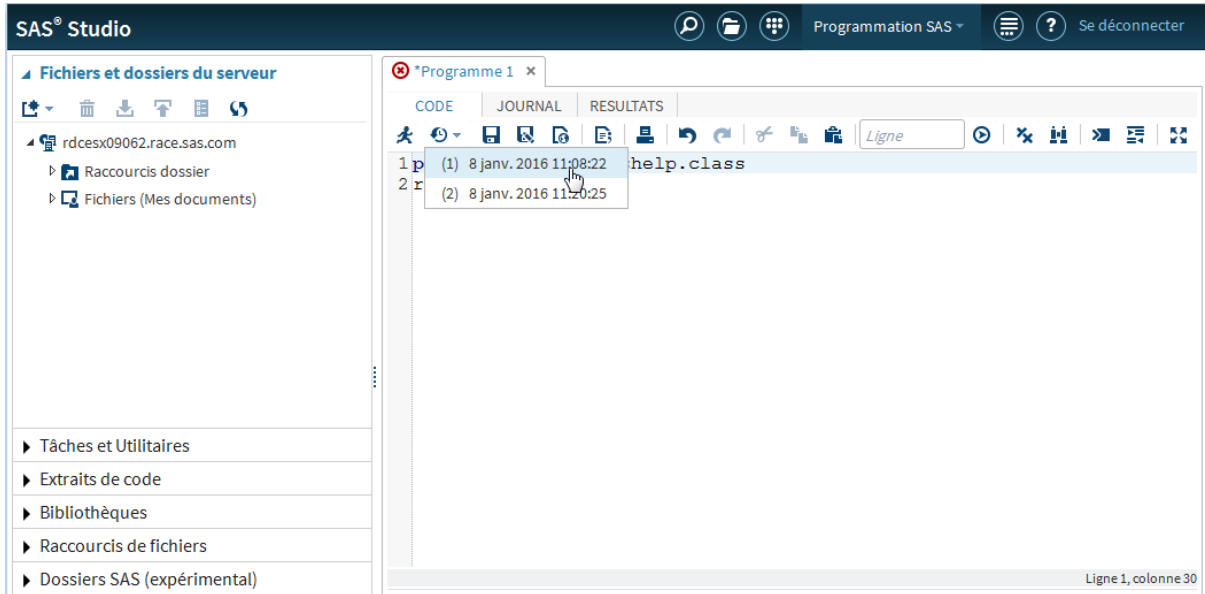 SAS® Studio
Programmation SAS
Se déconnecter
Fichiers et dossiers du serveur
rdcesx09062.race.sas.com
Raccourcis dossier
Fichiers (Mes documents)
Tâches et Utilitaires
Extraits de code
Bibliothèques
Raccourcis de fichiers
Dossiers SAS (expérimental)
*Programme 1
CODE JOURNAL RESULTATS
Ligne
1 p help.class
2 r
(1) 8 janv. 2016 11:08:22
(2) 8 janv. 2016 11:20:25
Ligne 1, colonne 30